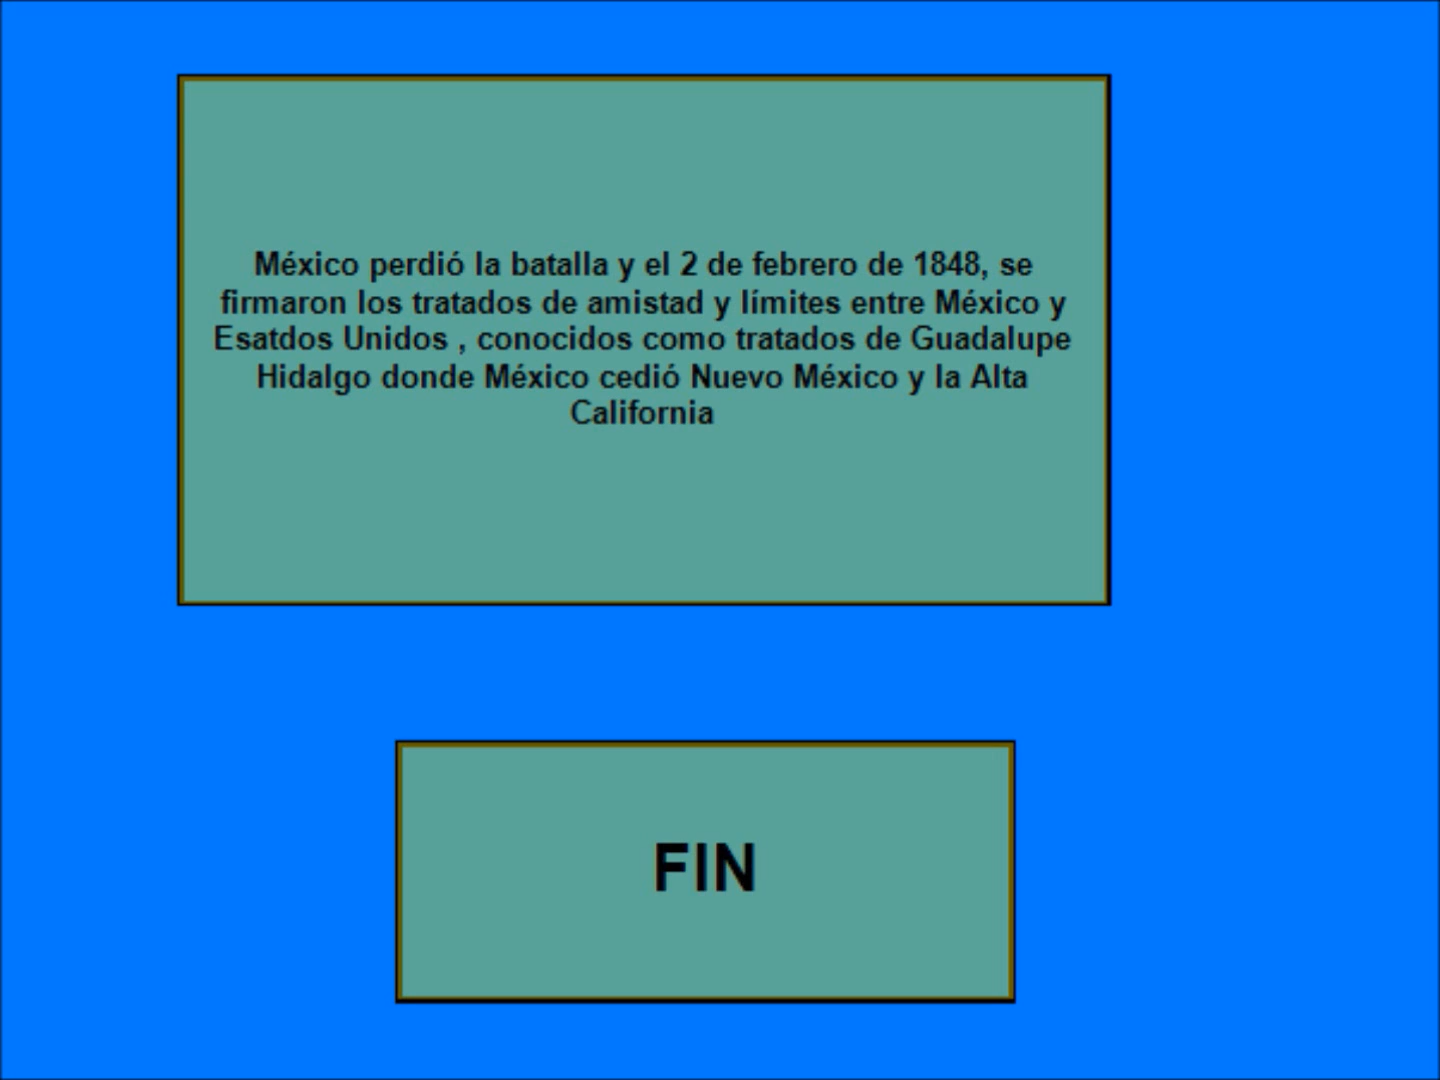 México perdió la batalla y el 2 de febrero de 1848, se
firmaron los tratados de amistad y límites entre México y
Esatdos Unidos , conocidos como tratados de Guadalupe
Hidalgo donde México cedió Nuevo México y la Alta
California
FIN